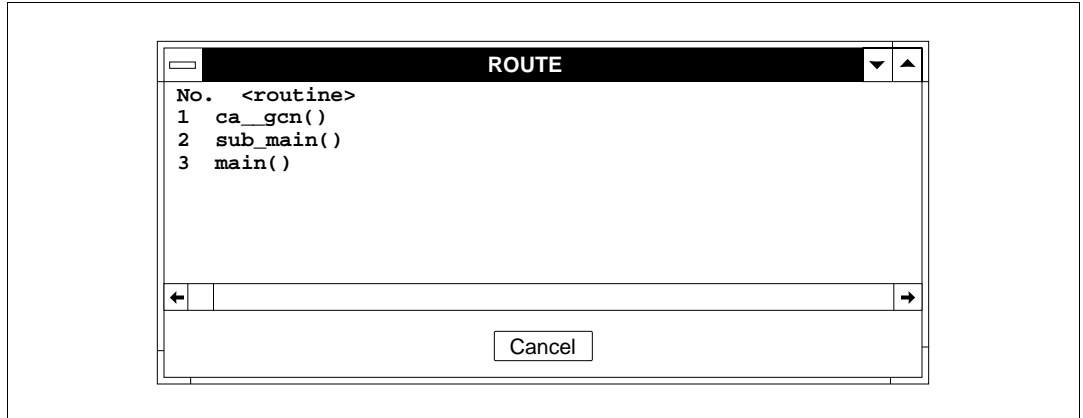 ROUTE
No.  <routine>
1  ca__gcn()
2  sub_main()
3  main()
Cancel